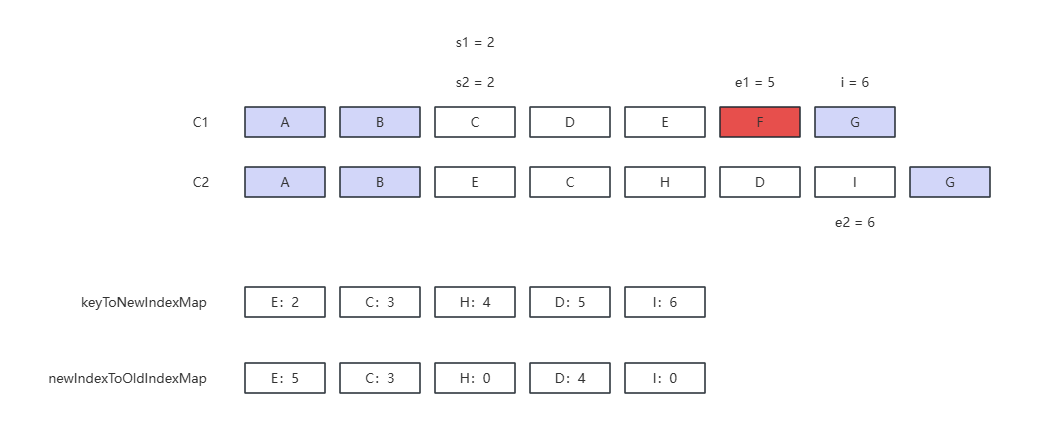 s1 = 2
s2 = 2
e1 = 5
i = 6
C1
A
B
C
D
E
F
G
C2
A
B
E
C
H
D
I
G
e2 = 6
keyToNewIndexMap
E: 2
C: 3
H: 4
D: 5
I: 6
newIndexToOldIndexMap
E: 5
C: 3
H: 0
D: 4
I: 0